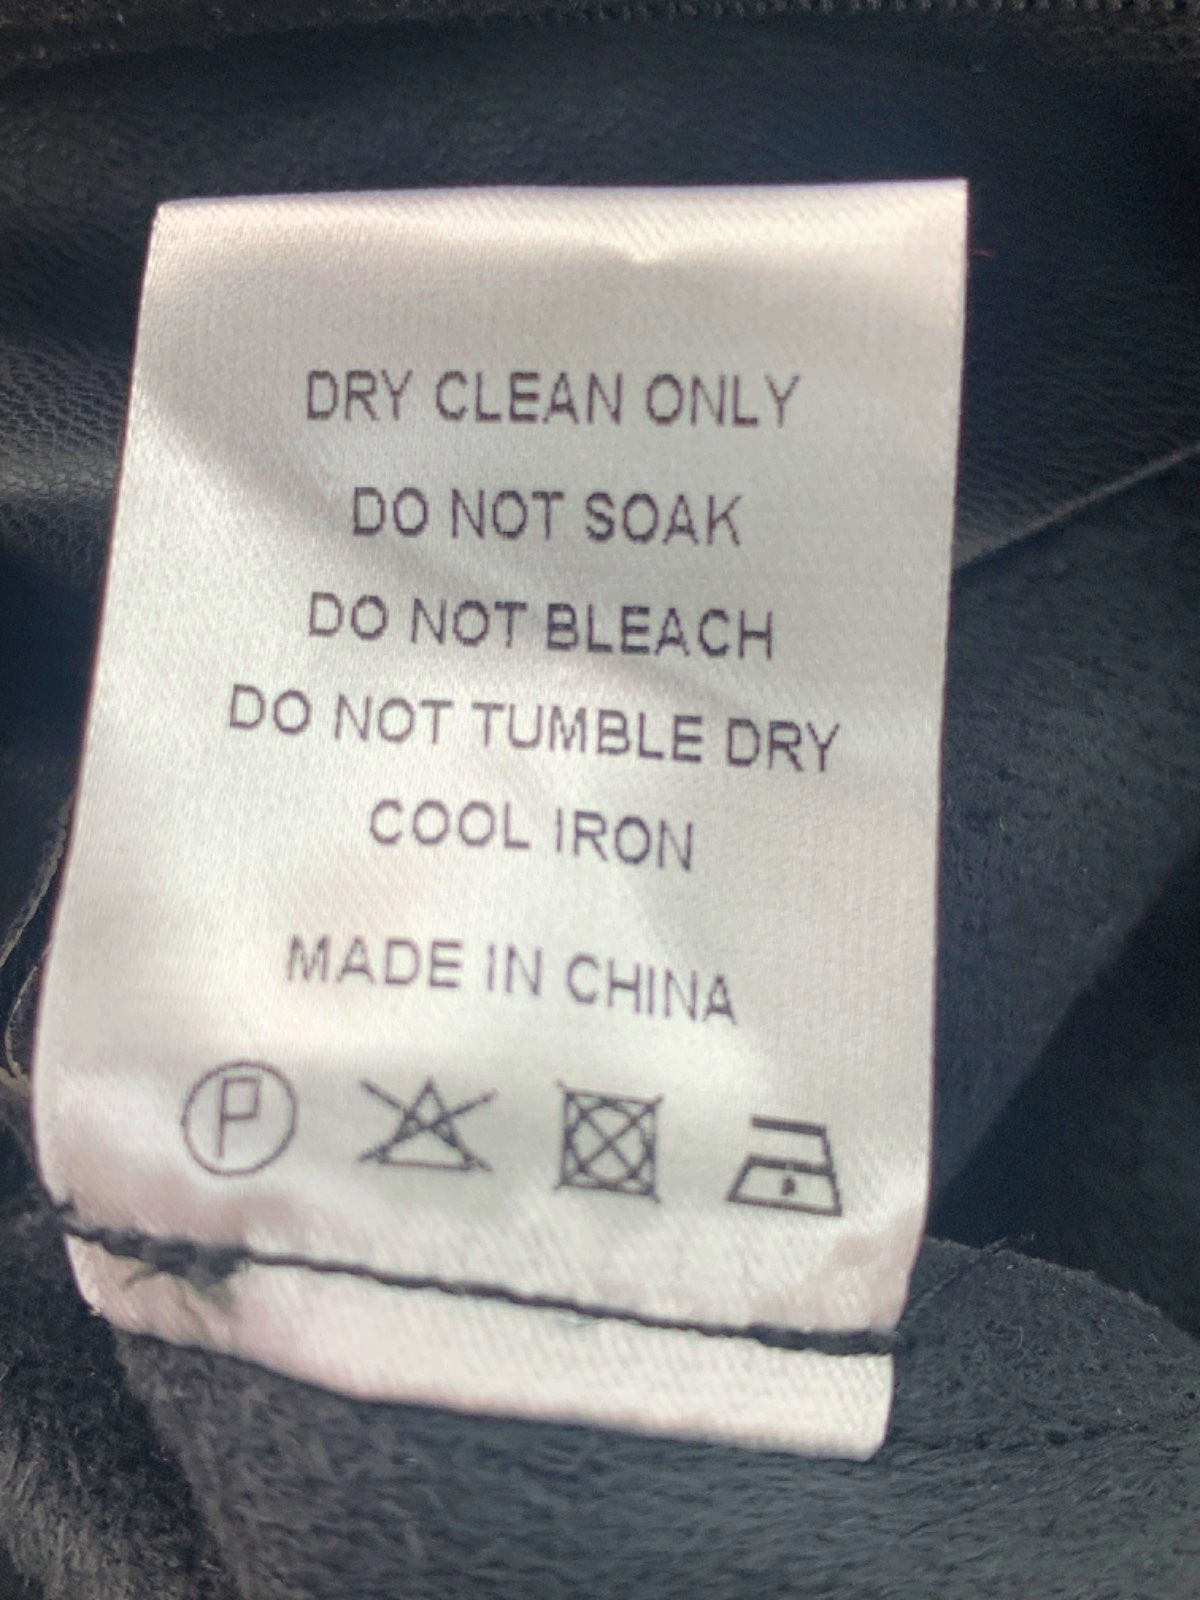 DRY CLEAN ONLY
DO NOT SOAK
DO NOT BLEACH
DO NOT TUMBLE DRY
COOL IRON
MADE IN CHINA
P